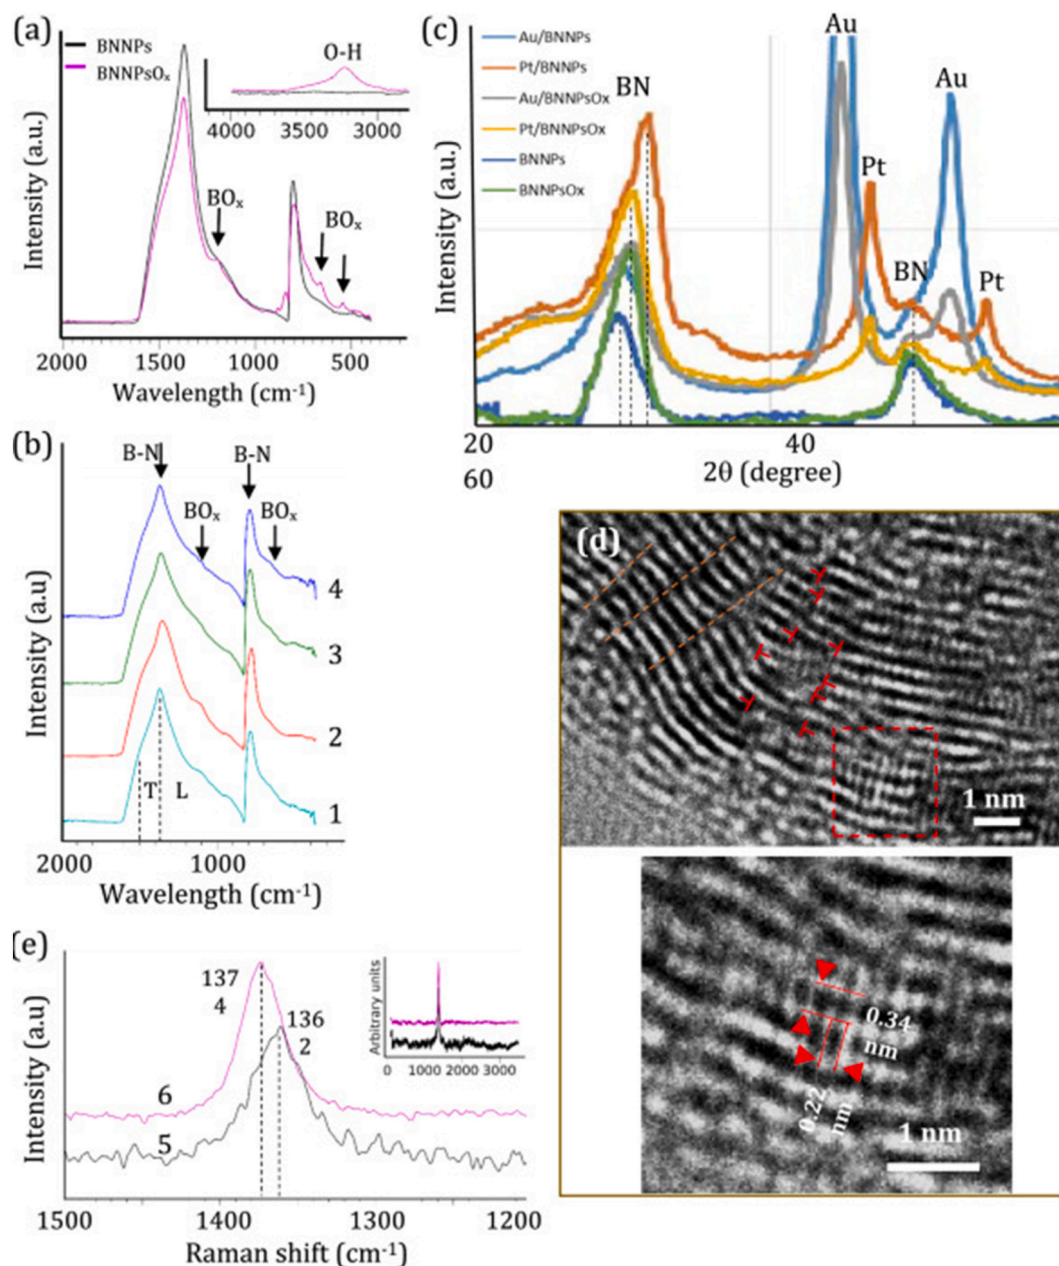 (a)
BNNPs
BNNPsOₓ
O-H
4000 3500 3000
BOₓ
BOₓ
Intensity (a.u.)
2000 1500 1000 500
Wavelength (cm⁻¹)
(b)
B-N
B-N
BOₓ
BOₓ
4
3
2
1
T
L
Intensity (a.u)
2000 1000
Wavelength (cm⁻¹)
(c)
Au/BNNPs
Pt/BNNPs
Au/BNNPsOx
Pt/BNNPsOx
BNNPs
BNNPsOx
BN
Au
Pt
BN
Au
Pt
Intensity (a.u.)
20 40
60
2θ (degree)
(d)
1 nm
0.34
nm
0.22
nm
1 nm
(e)
137
4
136
2
6
5
Arbitrary units
0 1000 2000 3000
Intensity (a.u)
1500 1400 1300 1200
Raman shift (cm⁻¹)